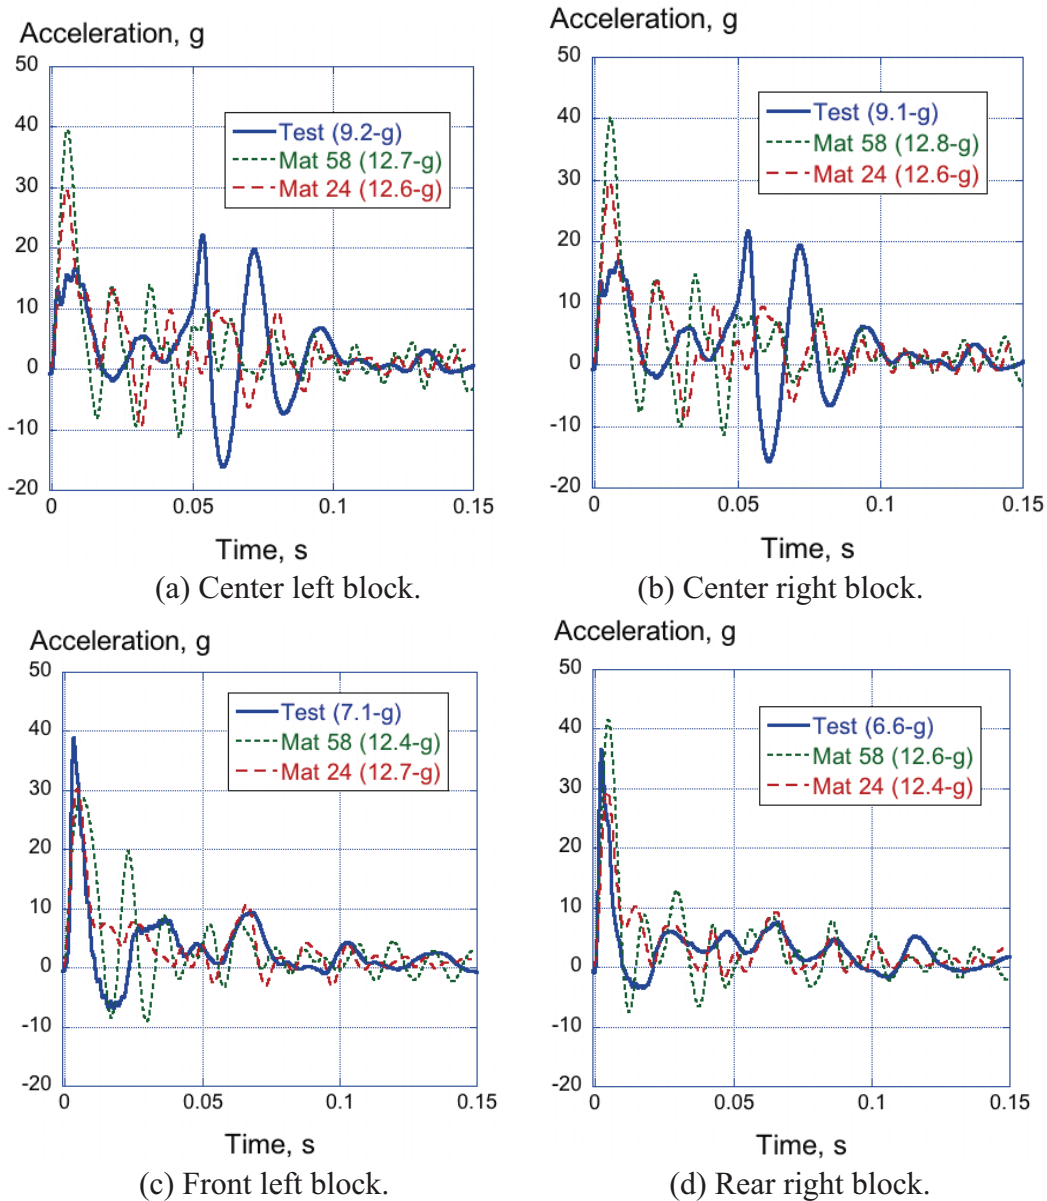 Acceleration, g
50
40
30
20
10
0
-10
-20
0
0.05
0.1
0.15
Test (9.2-g)
Mat 58 (12.7-g)
Mat 24 (12.6-g)
Time, s
(a) Center left block.
Acceleration, g
50
40
30
20
10
0
-10
-20
0
0.05
0.1
0.15
Test (9.1-g)
Mat 58 (12.8-g)
Mat 24 (12.6-g)
Time, s
(b) Center right block.
Acceleration, g
50
40
30
20
10
0
-10
-20
0
0.05
0.1
0.15
Test (7.1-g)
Mat 58 (12.4-g)
Mat 24 (12.7-g)
Time, s
(c) Front left block.
Acceleration, g
50
40
30
20
10
0
-10
-20
0
0.05
0.1
0.15
Test (6.6-g)
Mat 58 (12.6-g)
Mat 24 (12.4-g)
Time, s
(d) Rear right block.